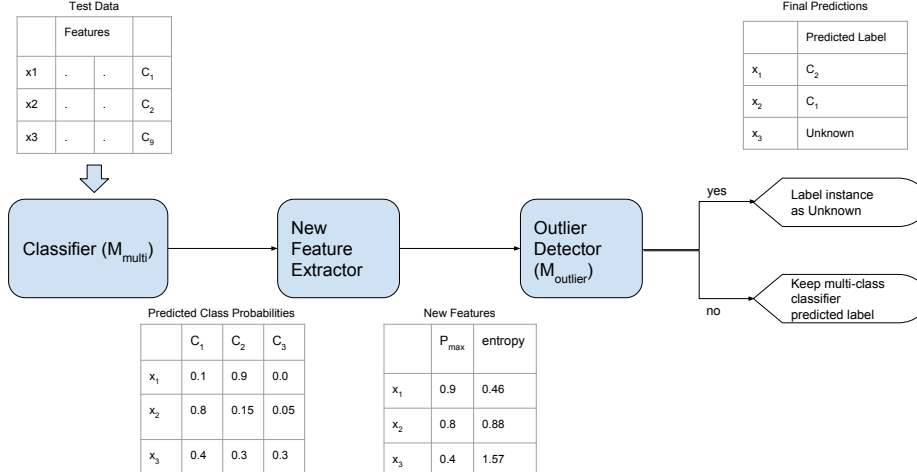 Test Data
Features
x1 . . C₁
x2 . . C₂
x3 . . C₉
Final Predictions
Predicted Label
x₁ C₂
x₂ C₁
x₃ Unknown
Classifier (M_multi)
New
Feature
Extractor
Outlier
Detector
(M_outlier)
yes
Label instance
as Unknown
no
Keep multi-class
classifier
predicted label
Predicted Class Probabilities
C₁ C₂ C₃
x₁ 0.1 0.9 0.0
x₂ 0.8 0.15 0.05
x₃ 0.4 0.3 0.3
New Features
P_max entropy
x₁ 0.9 0.46
x₂ 0.8 0.88
x₃ 0.4 1.57